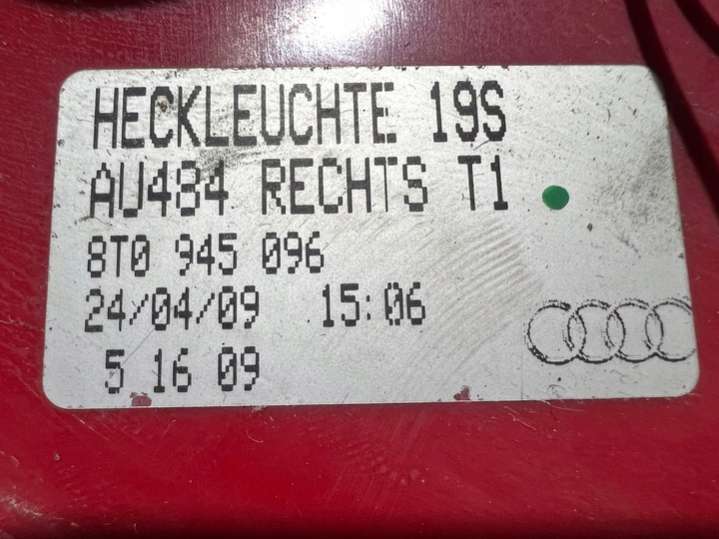 HECKLEUCHTE 19S
AU484 RECHTS T1
8T0 945 096
24/04/09 15:06
5 16 09